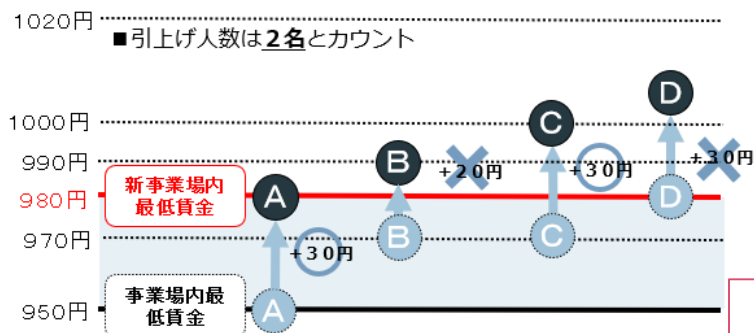 1020円
■引上げ人数は２名とカウント
1000円
990円
980円
970円
950円
新事業場内
最低賃金
事業場内最
低賃金
A
A
+30円
B
B
+20円
C
C
+30円
D
D
+30円